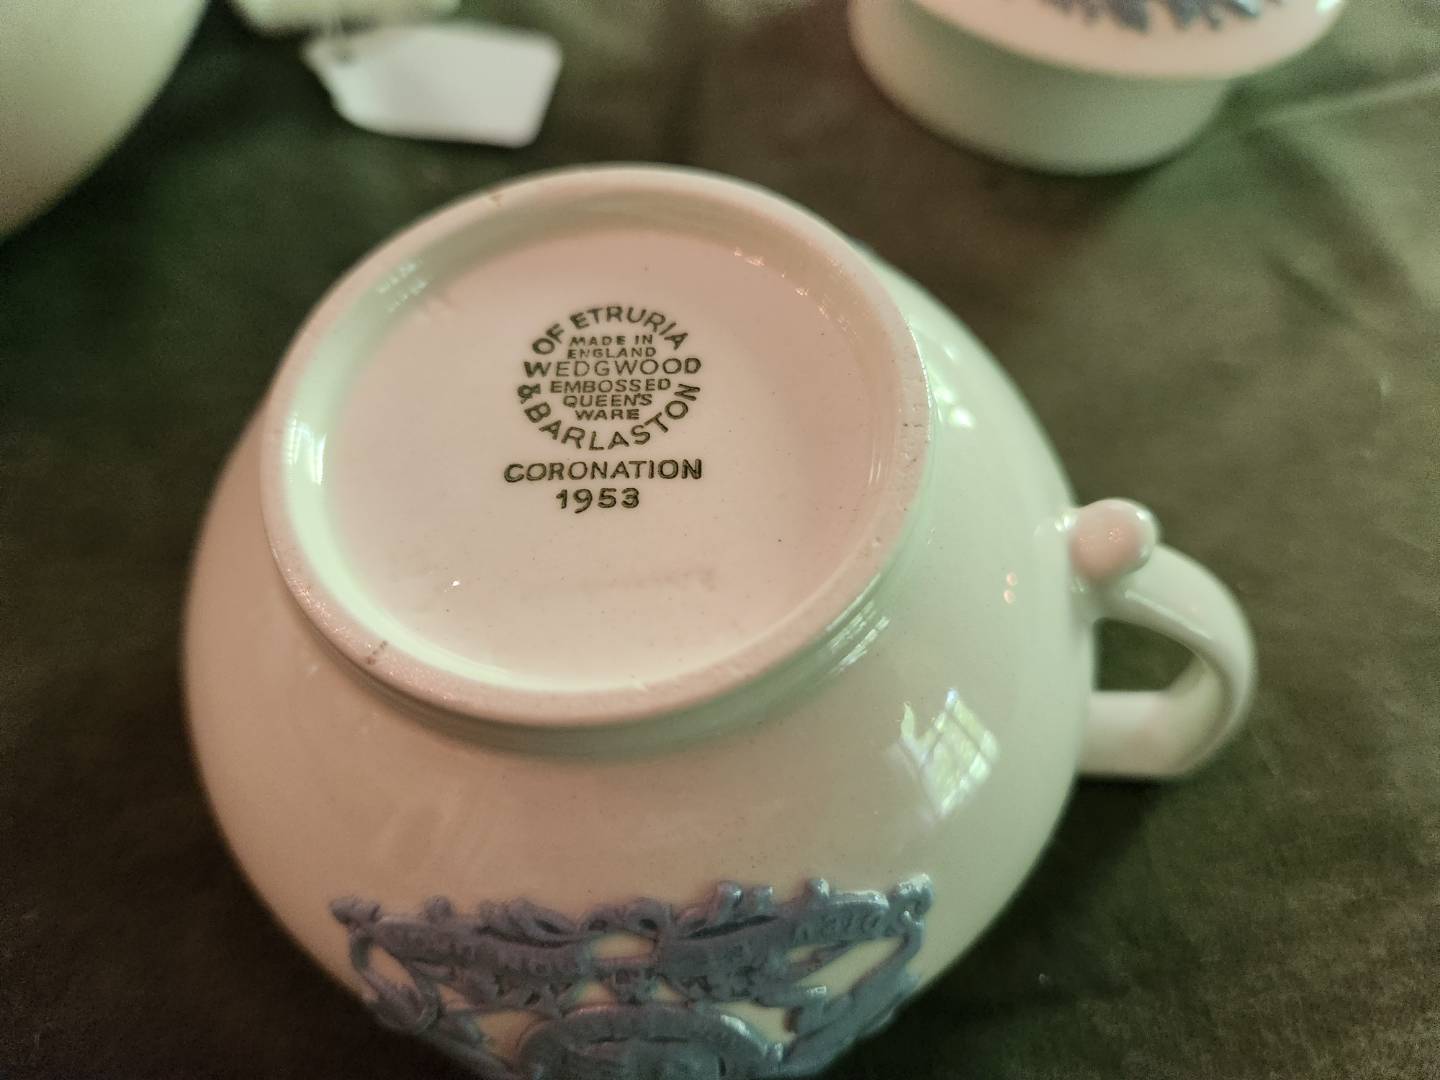 OF ETRURIA
MADE IN
ENGLAND
WEDGWOOD
EMBOSSED
QUEEN'S
WARE
& BARLASTON
CORONATION
1953